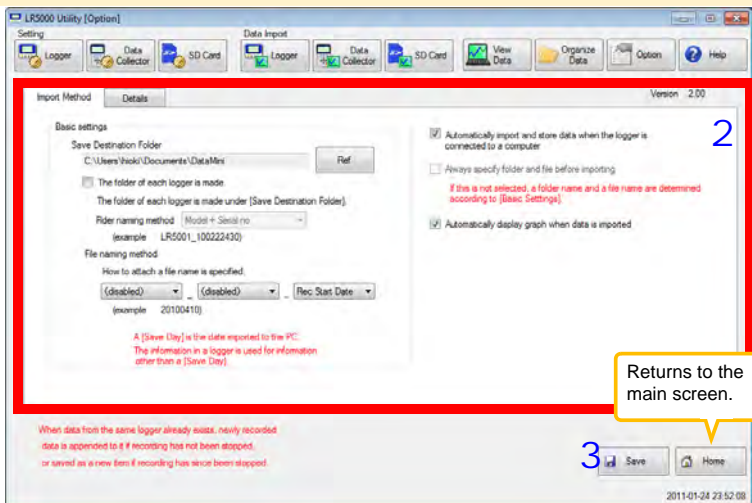 LR5000 Utility [Option]
Setting
Data Import
Logger
Data Collector
SD Card
Logger
Data Collector
SD Card
View Data
Organize Data
Option
Help
Import Method
Details
Version 2.00
2
Basic settings
Save Destination Folder
C:\Users\hioki\Documents\DataMini
Ref
The folder of each logger is made.
The folder of each logger is made under [Save Destination Folder].
Flder naming method Model + Serial no
(example LR5001_100222430)
File naming method
How to attach a file name is specified.
(disabled) _ (disabled) _ Rec Start Date
(example 20100410)
A [Save Day] is the date exported to the PC.
The information in a logger is used for information
other than a [Save Day].
Automatically import and store data when the logger is
connected to a computer
Always specify folder and file before importing
If this is not selected, a folder name and a file name are determined
according to [Basic Settings].
Automatically display graph when data is imported
Returns to the
main screen.
When data from the same logger already exists, newly recorded
data is appended to it if recording has not been stopped,
or saved as a new item if recording has since been stopped.
3
Save
Home
2011-01-24 23:52:08